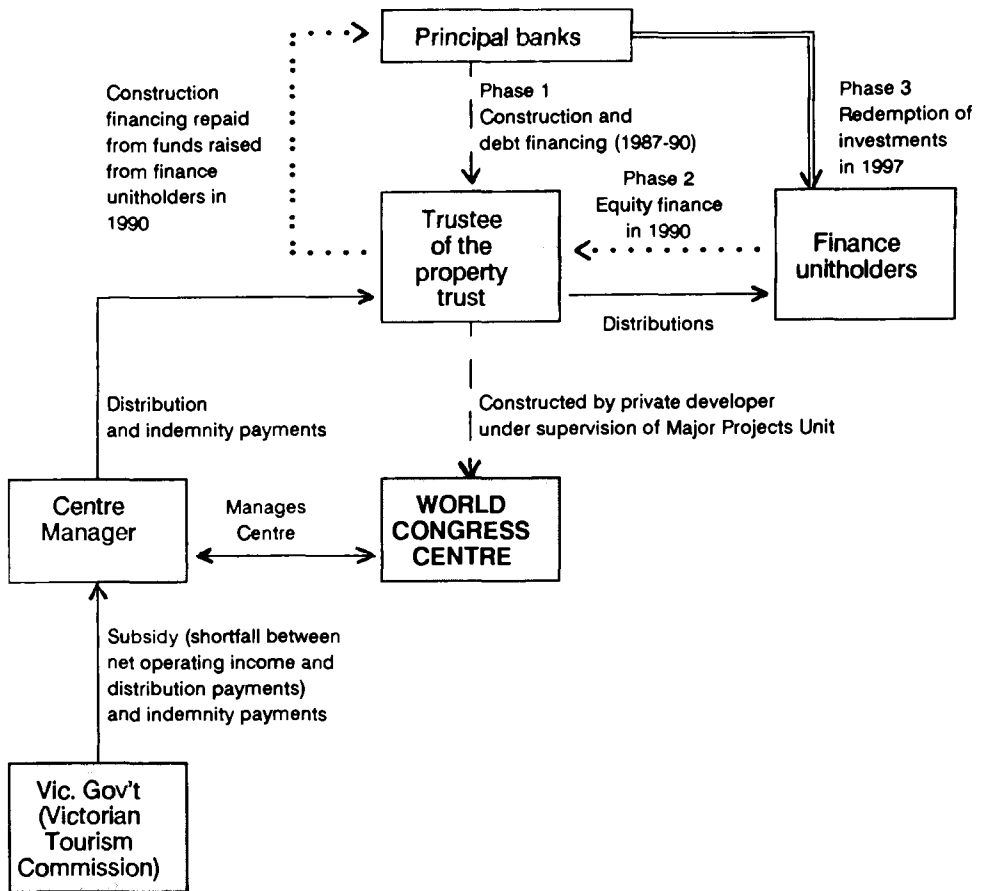 Principal banks
Construction
financing repaid
from funds raised
from finance
unitholders in
1990
Phase 1
Construction and
debt financing (1987-90)
Phase 3
Redemption of
investments
in 1997
Phase 2
Equity finance
in 1990
Trustee
of the
property
trust
Finance
unitholders
Distributions
Distribution
and indemnity payments
Constructed by private developer
under supervision of Major Projects Unit
Centre
Manager
Manages
Centre
WORLD
CONGRESS
CENTRE
Subsidy (shortfall between
net operating income and
distribution payments)
and indemnity payments
Vic. Gov't
(Victorian
Tourism
Commission)